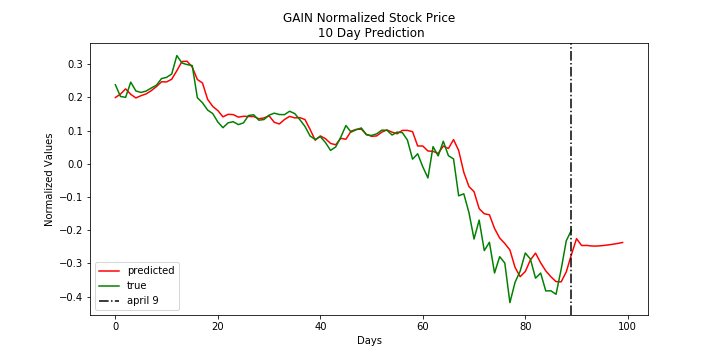 GAIN Normalized Stock Price
10 Day Prediction
Normalized Values
0.3
0.2
0.1
0.0
−0.1
−0.2
−0.3
−0.4
predicted
true
april 9
0 20 40 60 80 100
Days